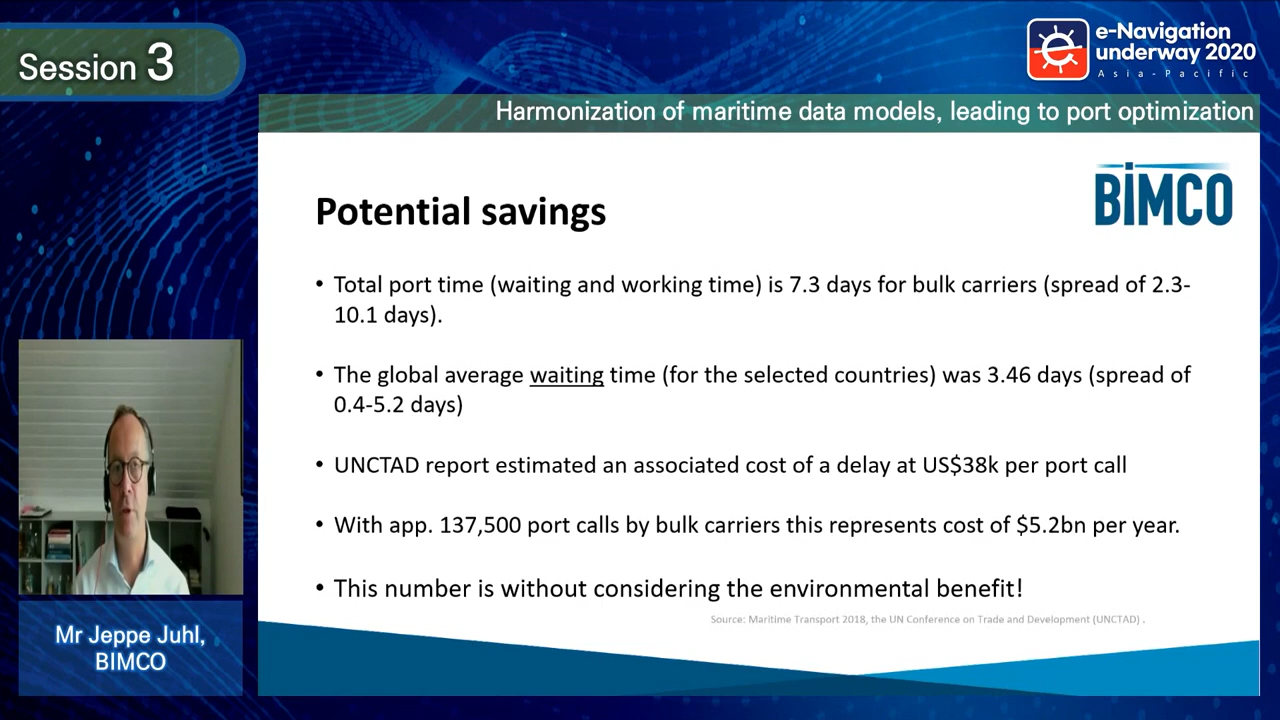 Session 3
e-Navigation
underway 2020
Asia-Pacific
Harmonization of maritime data models, leading to port optimization
BIMCO
Potential savings
• Total port time (waiting and working time) is 7.3 days for bulk carriers (spread of 2.3-
10.1 days).
• The global average waiting time (for the selected countries) was 3.46 days (spread of
0.4-5.2 days)
• UNCTAD report estimated an associated cost of a delay at US$38k per port call
• With app. 137,500 port calls by bulk carriers this represents cost of $5.2bn per year.
• This number is without considering the environmental benefit!
Source: Maritime Transport 2018, the UN Conference on Trade and Development (UNCTAD) .
Mr Jeppe Juhl,
BIMCO